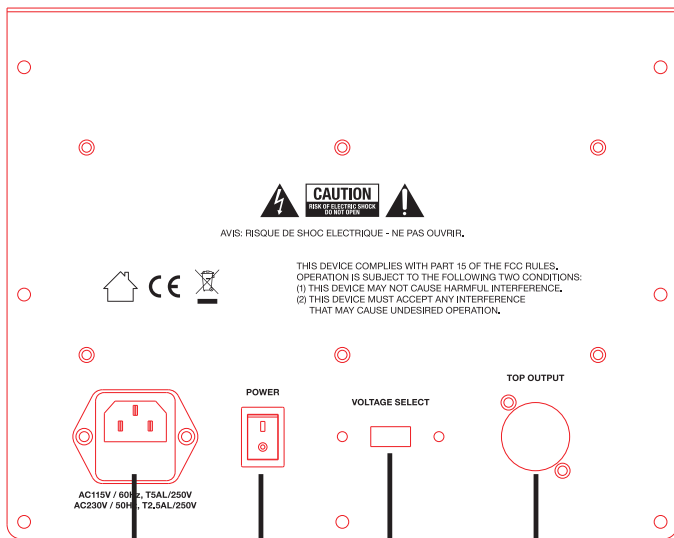 CAUTION
RISK OF ELECTRIC SHOCK
DO NOT OPEN
AVIS: RISQUE DE SHOC ELECTRIQUE - NE PAS OUVRIR.
THIS DEVICE COMPLIES WITH PART 15 OF THE FCC RULES.
OPERATION IS SUBJECT TO THE FOLLOWING TWO CONDITIONS:
(1) THIS DEVICE MAY NOT CAUSE HARMFUL INTERFERENCE.
(2) THIS DEVICE MUST ACCEPT ANY INTERFERENCE
THAT MAY CAUSE UNDESIRED OPERATION.
CE
TOP OUTPUT
POWER
VOLTAGE SELECT
AC115V / 60Hz, T5AL/250V
AC230V / 50Hz, T2.5AL/250V